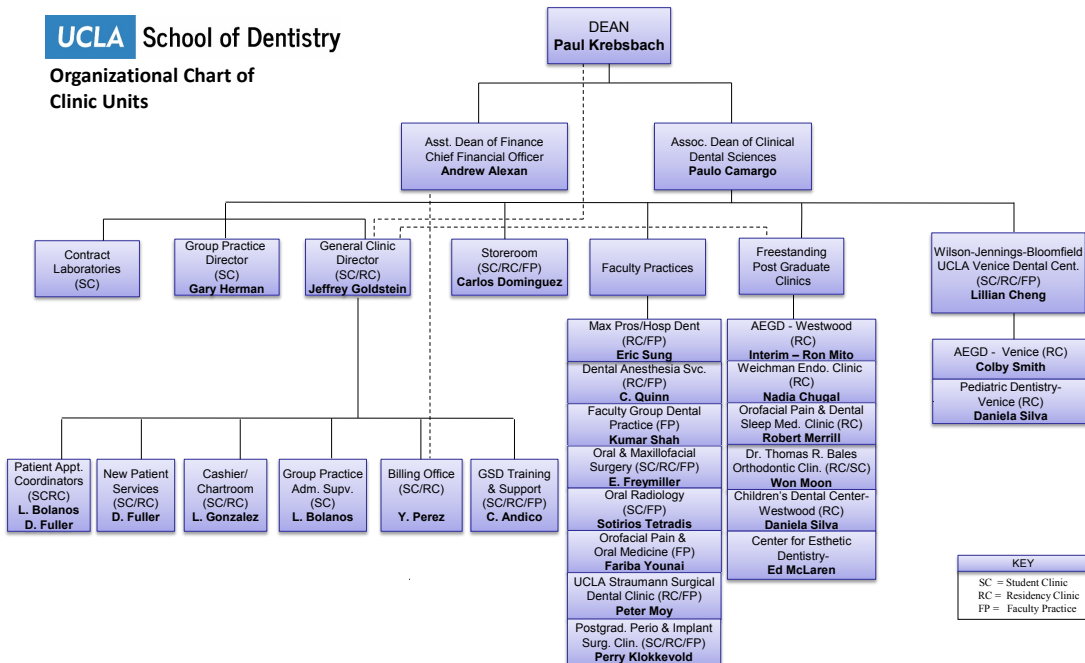 UCLA School of Dentistry
Organizational Chart of
Clinic Units
DEAN
Paul Krebsbach
Asst. Dean of Finance
Chief Financial Officer
Andrew Alexan
Assoc. Dean of Clinical
Dental Sciences
Paulo Camargo
Contract
Laboratories
(SC)
Group Practice
Director
(SC)
Gary Herman
General Clinic
Director
(SC/RC)
Jeffrey Goldstein
Storeroom
(SC/RC/FP)
Carlos Dominguez
Faculty Practices
Freestanding
Post Graduate
Clinics
Wilson-Jennings-Bloomfield
UCLA Venice Dental Cent.
(SC/RC/FP)
Lillian Cheng
Max Pros/Hosp Dent
(RC/FP)
Eric Sung
Dental Anesthesia Svc.
(RC/FP)
C. Quinn
Faculty Group Dental
Practice (FP)
Kumar Shah
Oral & Maxillofacial
Surgery (SC/RC/FP)
E. Freymiller
Oral Radiology
(SC/FP)
Sotirios Tetradis
Orofacial Pain &
Oral Medicine (FP)
Fariba Younai
UCLA Straumann Surgical
Dental Clinic (RC/FP)
Peter Moy
Postgrad. Perio & Implant
Surg. Clin. (SC/RC/FP)
Perry Klokkevold
AEGD - Westwood
(RC)
Interim – Ron Mito
Weichman Endo. Clinic
(RC)
Nadia Chugal
Orofacial Pain & Dental
Sleep Med. Clinic (RC)
Robert Merrill
Dr. Thomas R. Bales
Orthodontic Clin. (RC/SC)
Won Moon
Children's Dental Center-
Westwood (RC)
Daniela Silva
Center for Esthetic
Dentistry-
Ed McLaren
AEGD - Venice (RC)
Colby Smith
Pediatric Dentistry-
Venice (RC)
Daniela Silva
Patient Appt.
Coordinators
(SCRC)
L. Bolanos
D. Fuller
New Patient
Services
(SC/RC)
D. Fuller
Cashier/
Chartroom
(SC/RC)
L. Gonzalez
Group Practice
Adm. Supv.
(SC)
L. Bolanos
Billing Office
(SC/RC)
Y. Perez
GSD Training
& Support
(SC/RC/FP)
C. Andico
KEY
SC = Student Clinic
RC = Residency Clinic
FP = Faculty Practice